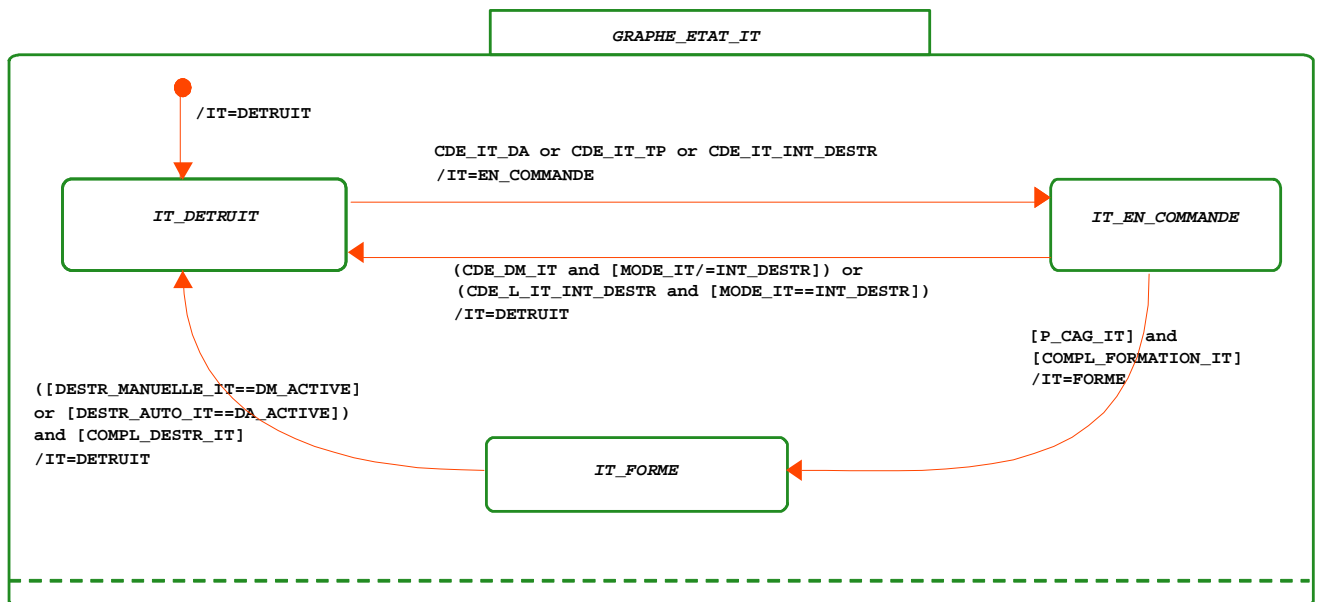 GRAPHE_ETAT_IT
/IT=DETRUIT
CDE_IT_DA or CDE_IT_TP or CDE_IT_INT_DESTR
/IT=EN_COMMANDE
IT_DETRUIT
IT_EN_COMMANDE
(CDE_DM_IT and [MODE_IT/=INT_DESTR]) or
(CDE_L_IT_INT_DESTR and [MODE_IT==INT_DESTR])
/IT=DETRUIT
[P_CAG_IT] and
[COMPL_FORMATION_IT]
/IT=FORME
([DESTR_MANUELLE_IT==DM_ACTIVE]
or [DESTR_AUTO_IT==DA_ACTIVE])
and [COMPL_DESTR_IT]
/IT=DETRUIT
IT_FORME